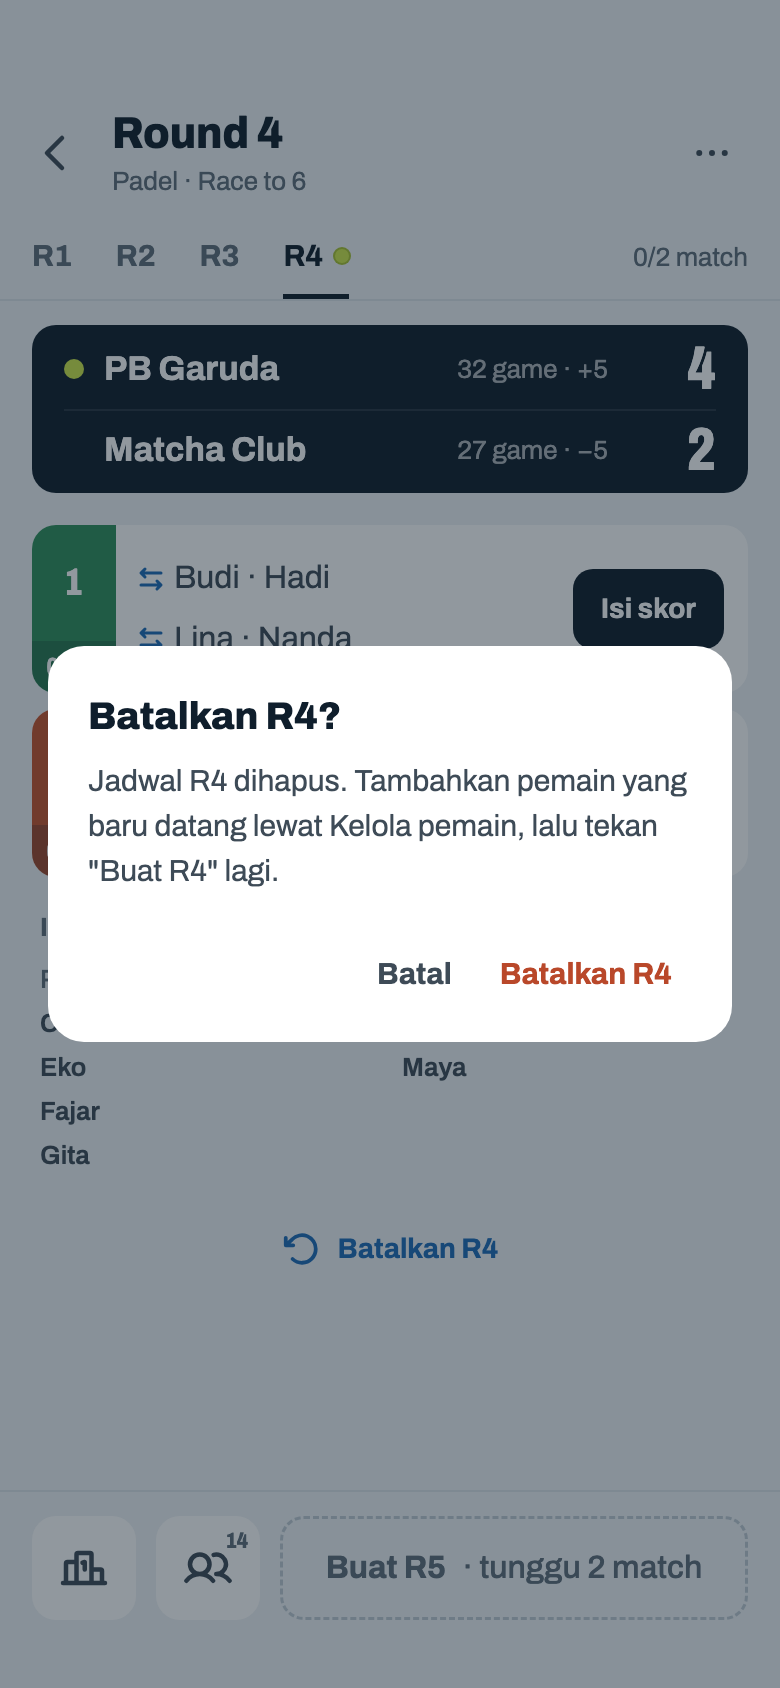 Round 4
Padel · Race to 6
R1 R2 R3 R4 0/2 match
PB Garuda 32 game · +5 4
Matcha Club 27 game · −5 2
1
Budi · Hadi
Isi skor
Lina · Nanda
Batalkan R4?
Jadwal R4 dihapus. Tambahkan pemain yang
baru datang lewat Kelola pemain, lalu tekan
"Buat R4" lagi.
Batal Batalkan R4
Eko Maya
Fajar
Gita
Batalkan R4
14
Buat R5 · tunggu 2 match